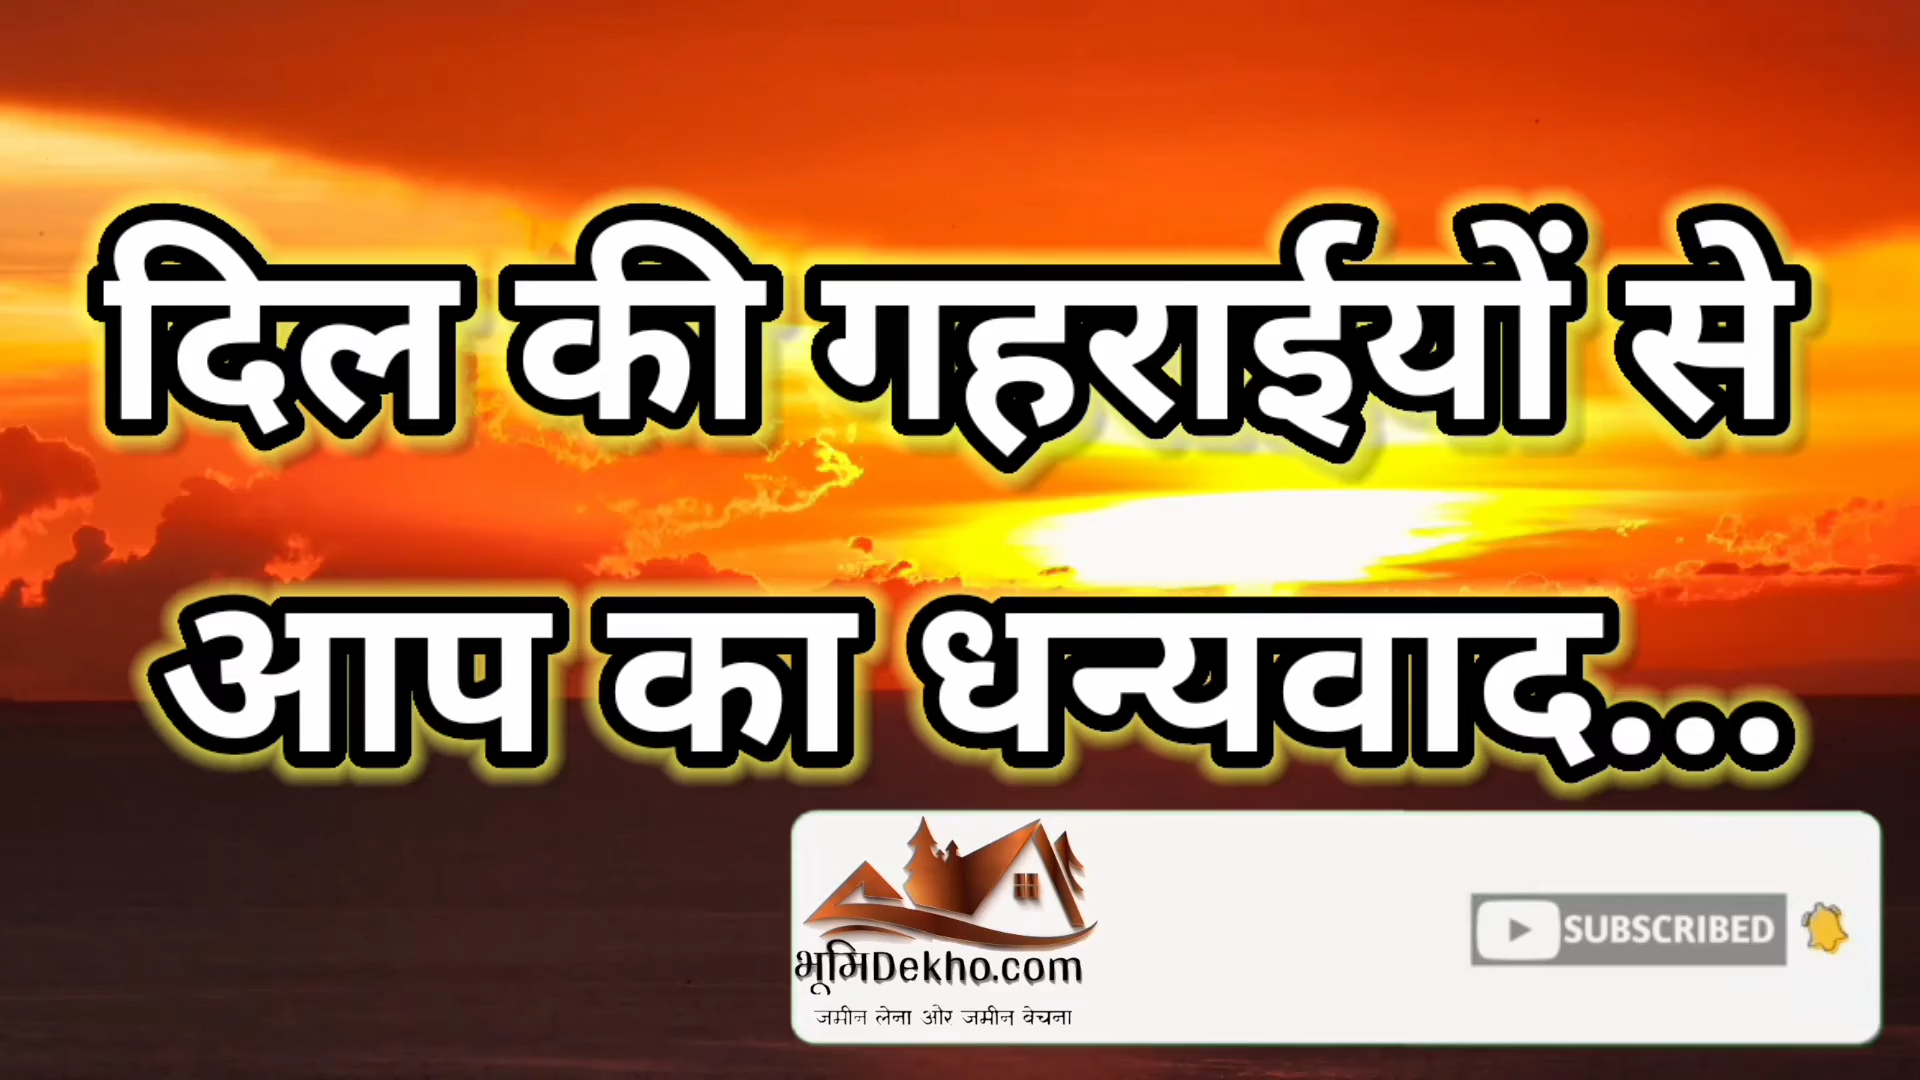 दिल की गहराईयों से
आप का धन्यवाद...
भूमिDekho.com
जमीन लेना और जमीन बेचना
SUBSCRIBED